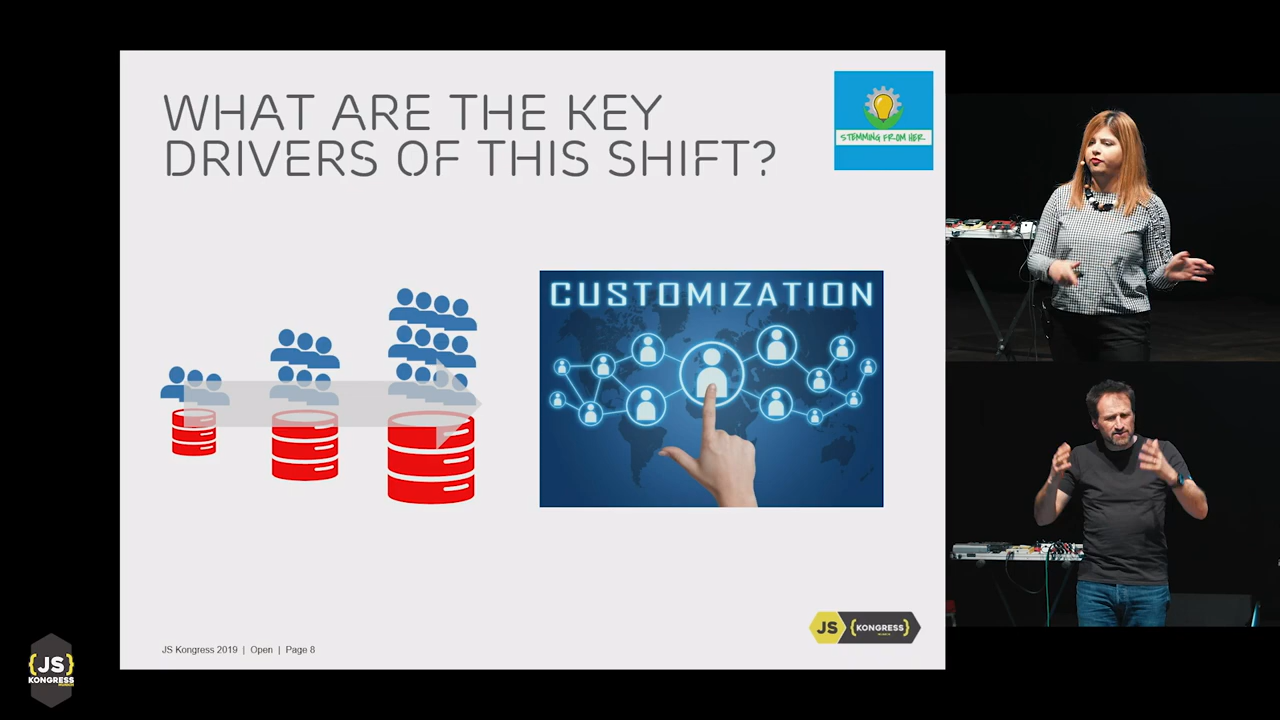 WHAT ARE THE KEY
DRIVERS OF THIS SHIFT?
STEMMING FROM HER
CUSTOMIZATION
JS {KONGRESS}
JS Kongress 2019 | Open | Page 8
{JS}
KONGRESS